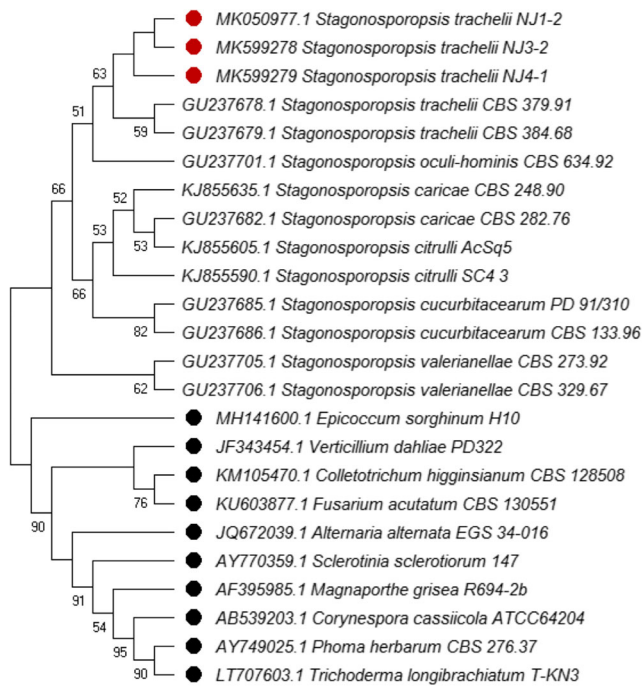 MK050977.1 Stagonosporopsis trachelii NJ1-2
MK599278 Stagonosporopsis trachelii NJ3-2
63
MK599279 Stagonosporopsis trachelii NJ4-1
51
GU237678.1 Stagonosporopsis trachelii CBS 379.91
59
GU237679.1 Stagonosporopsis trachelii CBS 384.68
GU237701.1 Stagonosporopsis oculi-hominis CBS 634.92
66
52
KJ855635.1 Stagonosporopsis caricae CBS 248.90
GU237682.1 Stagonosporopsis caricae CBS 282.76
53
53
KJ855605.1 Stagonosporopsis citrulli AcSq5
KJ855590.1 Stagonosporopsis citrulli SC4 3
66
GU237685.1 Stagonosporopsis cucurbitacearum PD 91/310
82
GU237686.1 Stagonosporopsis cucurbitacearum CBS 133.96
GU237705.1 Stagonosporopsis valerianellae CBS 273.92
62
GU237706.1 Stagonosporopsis valerianellae CBS 329.67
MH141600.1 Epicoccum sorghinum H10
JF343454.1 Verticillium dahliae PD322
KM105470.1 Colletotrichum higginsianum CBS 128508
76
KU603877.1 Fusarium acutatum CBS 130551
90
JQ672039.1 Alternaria alternata EGS 34-016
AY770359.1 Sclerotinia sclerotiorum 147
91
AF395985.1 Magnaporthe grisea R694-2b
54
AB539203.1 Corynespora cassiicola ATCC64204
95
AY749025.1 Phoma herbarum CBS 276.37
90
LT707603.1 Trichoderma longibrachiatum T-KN3